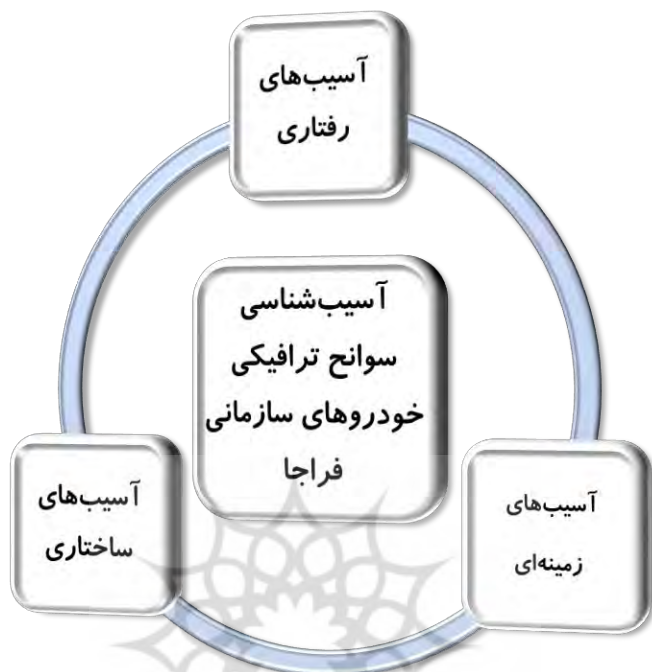 آسیب‌های
رفتاری
آسیب‌شناسی
سوانح ترافیکی
خودروهای سازمانی
فراجا
آسیب‌های
زمینه‌ای
آسیب‌های
ساختاری